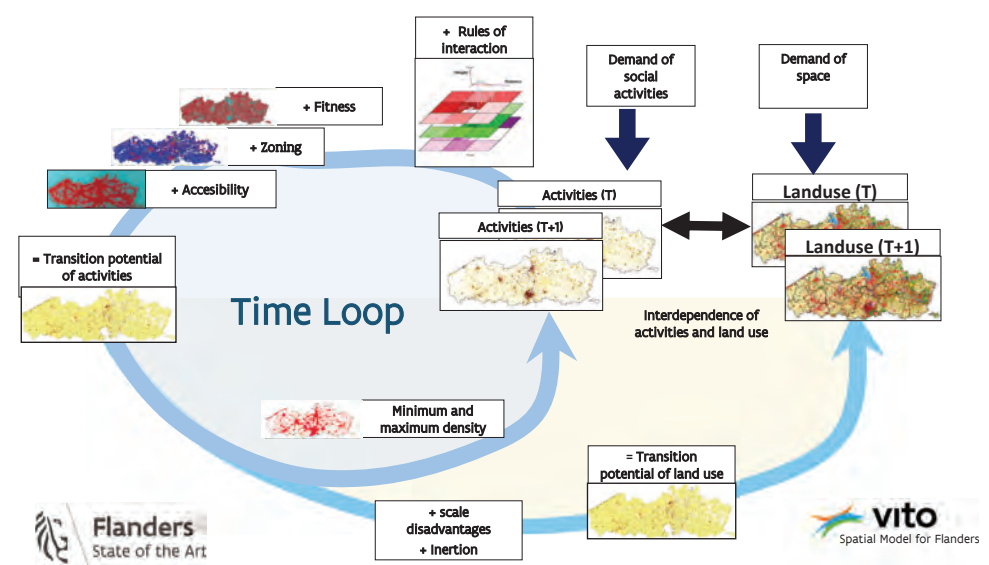 + Rules of
interaction
Demand of
social
activities
Demand of
space
+ Fitness
+ Zoning
+ Accesibility
Activities (T)
Landuse (T)
Activities (T+1)
Landuse (T+1)
= Transition potential
of activities
Time Loop
Interdependence of
activities and land use
Minimum and
maximum density
= Transition
potential of land use
+ scale
disadvantages
+ Inertion
Flanders
State of the Art
vito
Spatial Model for Flanders